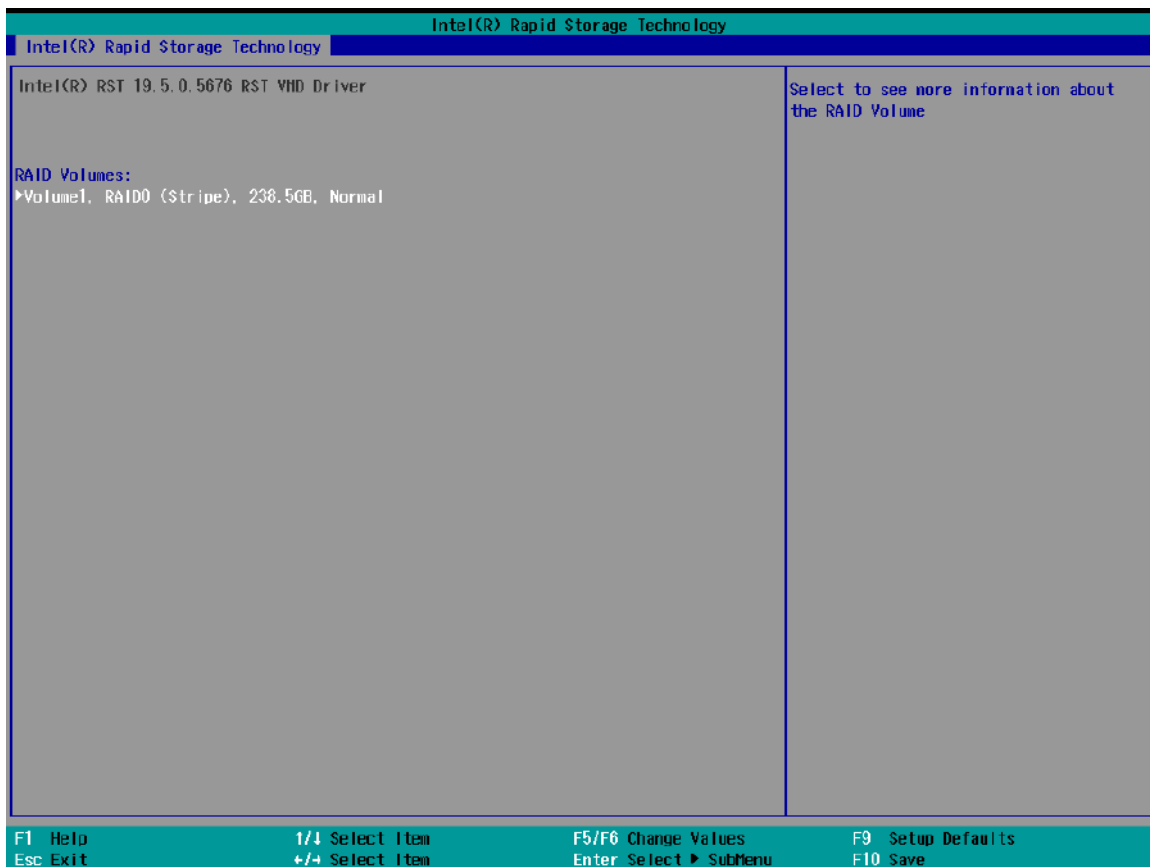 Intel(R) Rapid Storage Technology
Intel(R) Rapid Storage Technology
Intel(R) RST 19.5.0.5676 RST VMD Driver
RAID Volumes:
▶Volume1, RAID0 (Stripe), 238.5GB, Normal
Select to see more information about
the RAID Volume
F1 Help ↑/↓ Select Item F5/F6 Change Values F9 Setup Defaults
Esc Exit ←/→ Select Item Enter Select ▶ SubMenu F10 Save